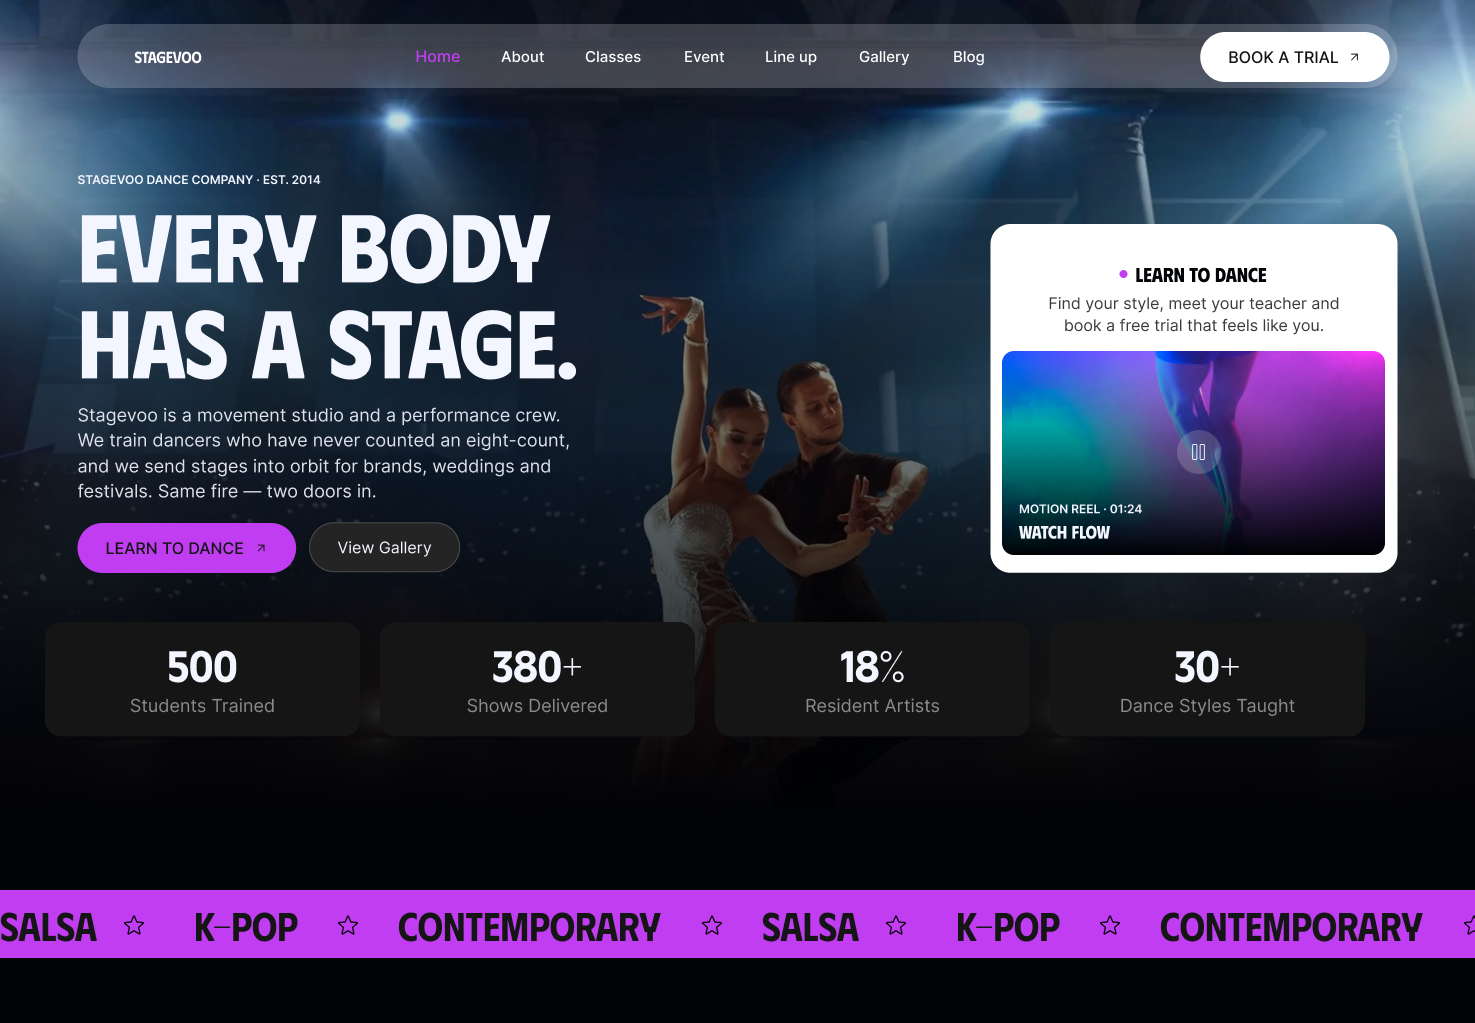 STAGEVOO
Home
About
Classes
Event
Line up
Gallery
Blog
BOOK A TRIAL
STAGEVOO DANCE COMPANY · EST. 2014
EVERY BODY
HAS A STAGE.
Stagevoo is a movement studio and a performance crew.
We train dancers who have never counted an eight-count,
and we send stages into orbit for brands, weddings and
festivals. Same fire — two doors in.
LEARN TO DANCE
View Gallery
LEARN TO DANCE
Find your style, meet your teacher and
book a free trial that feels like you.
MOTION REEL · 01:24
WATCH FLOW
500
Students Trained
380+
Shows Delivered
18%
Resident Artists
30+
Dance Styles Taught
SALSA K-POP CONTEMPORARY SALSA K-POP CONTEMPORARY